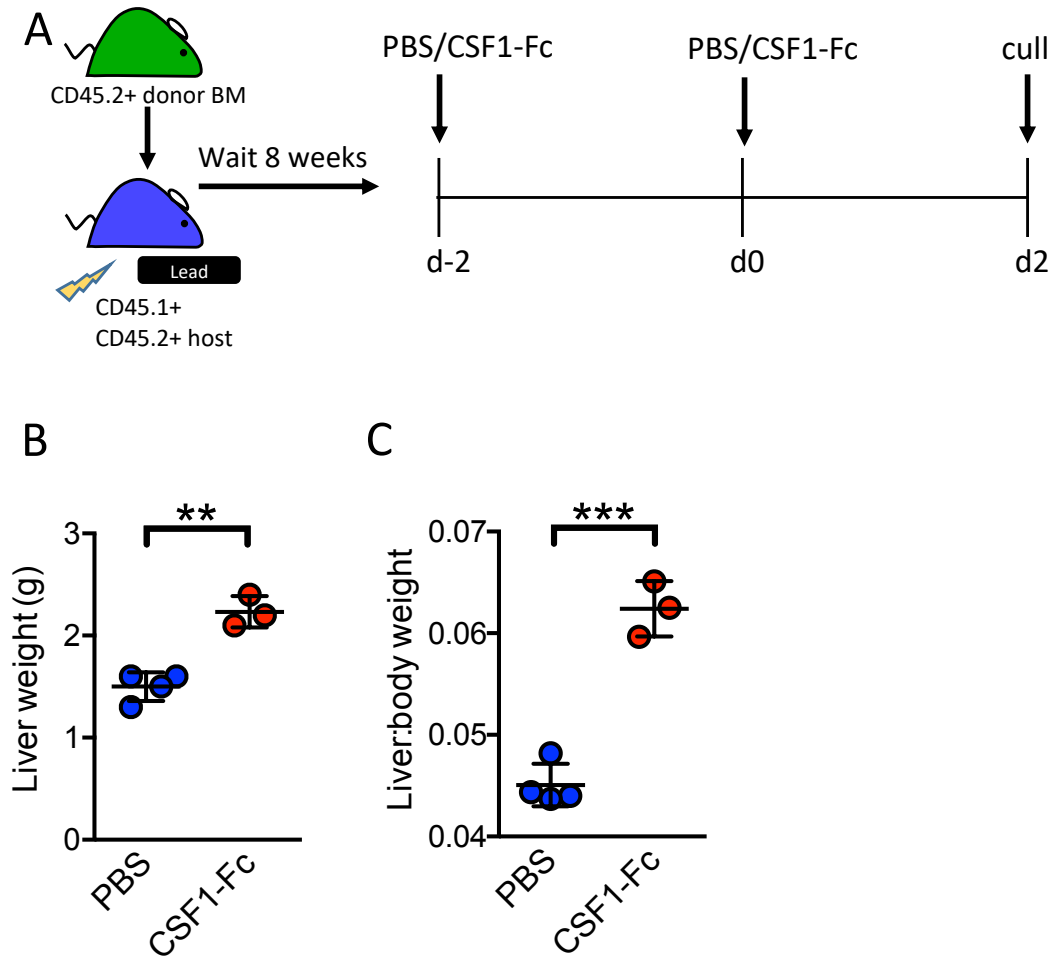 A
CD45.2+ donor BM
Wait 8 weeks
Lead
CD45.1+
CD45.2+ host
PBS/CSF1-Fc
PBS/CSF1-Fc
cull
d-2
d0
d2
B
Liver weight (g)
3
2
1
0
**
PBS
CSF1-Fc
C
Liver:body weight
0.07
0.06
0.05
0.04
***
PBS
CSF1-Fc